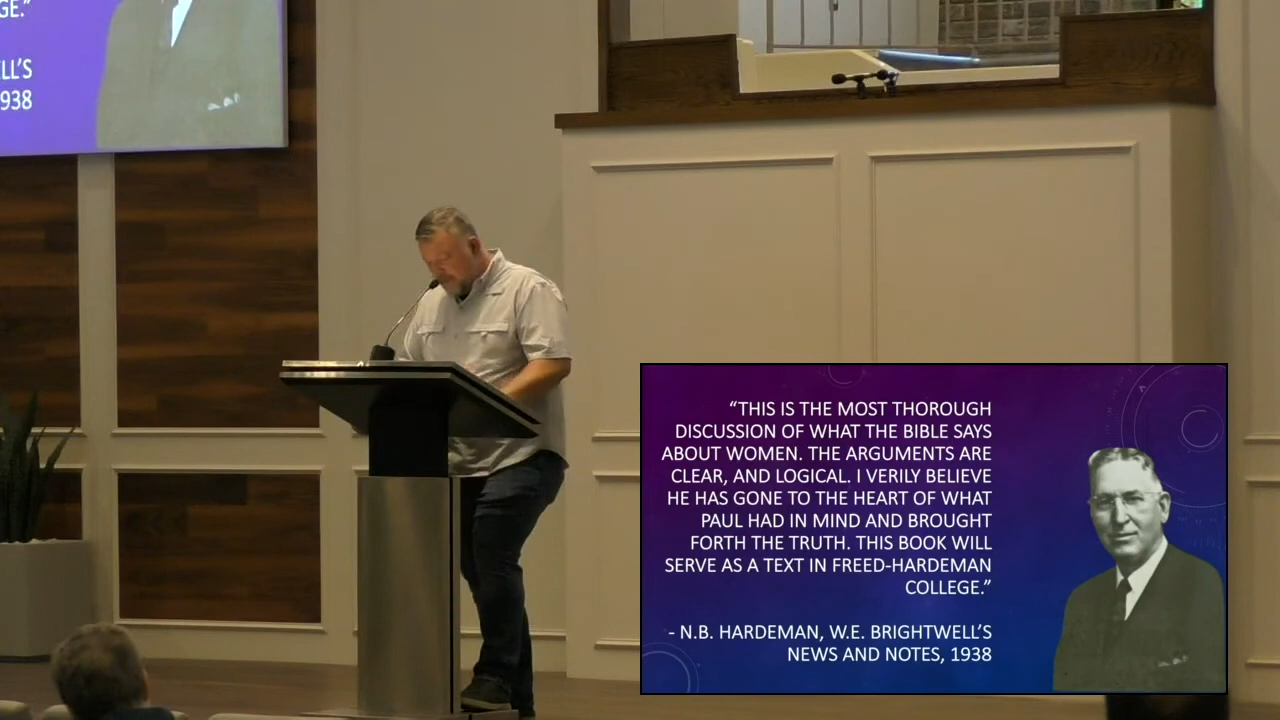 GE.”
LL’S
938
“THIS IS THE MOST THOROUGH
DISCUSSION OF WHAT THE BIBLE SAYS
ABOUT WOMEN. THE ARGUMENTS ARE
CLEAR, AND LOGICAL. I VERILY BELIEVE
HE HAS GONE TO THE HEART OF WHAT
PAUL HAD IN MIND AND BROUGHT
FORTH THE TRUTH. THIS BOOK WILL
SERVE AS A TEXT IN FREED-HARDEMAN
COLLEGE.”
- N.B. HARDEMAN, W.E. BRIGHTWELL’S
NEWS AND NOTES, 1938